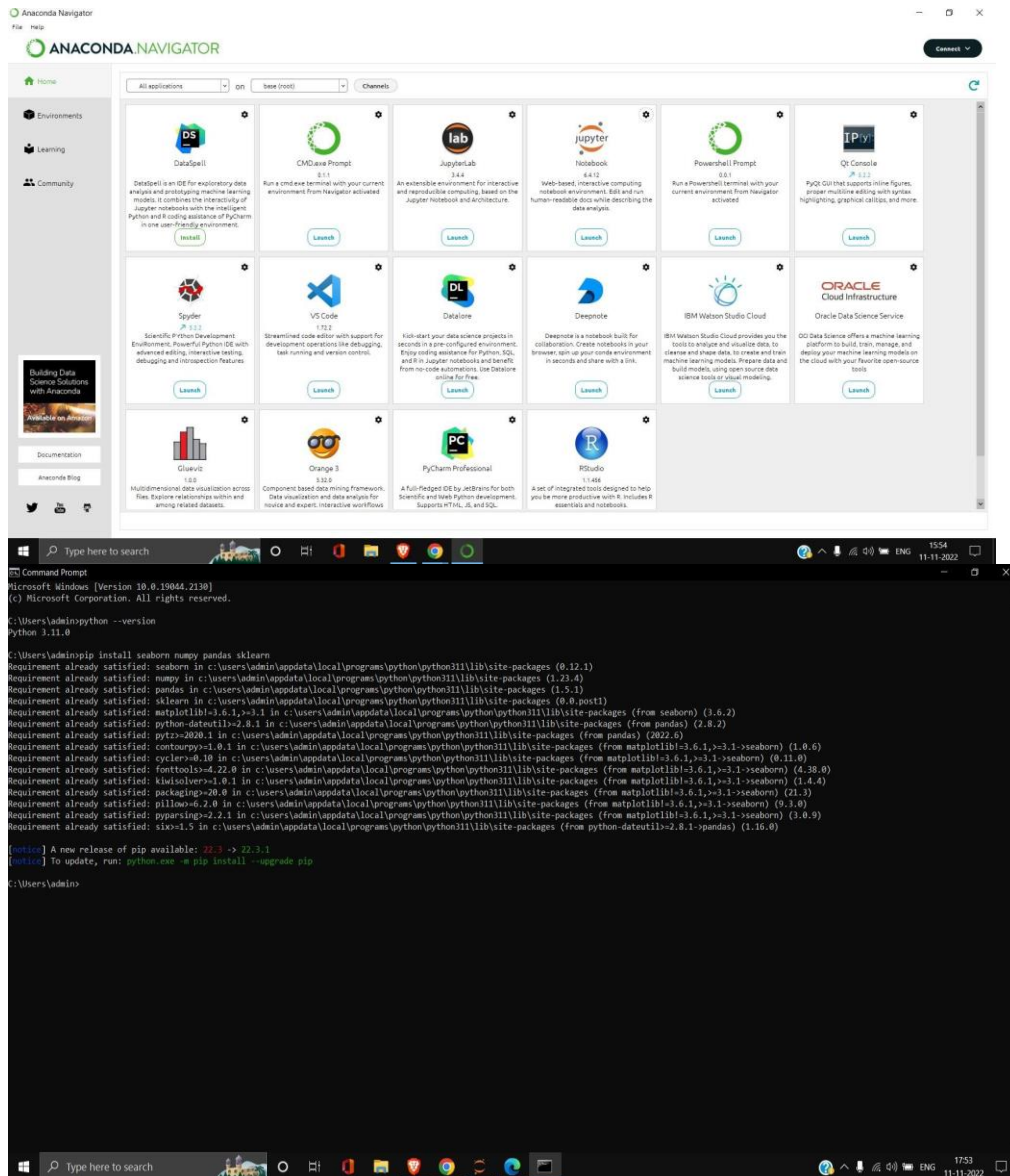 Anaconda Navigator
File Help
ANACONDA.NAVIGATOR
Connect
Home
All applications on base (root) Channels
Environments
Learning
Community
DS
DataSpell
DataSpell is an IDE for exploratory data
analysis and prototyping machine learning
models. It combines the interactivity of
Jupyter notebooks with the intelligent
Python and R coding assistance of PyCharm
in one user-friendly environment.
Install
CMD.exe Prompt
0.1.1
Run a cmd.exe terminal with your current
environment from Navigator activated
Launch
lab
JupyterLab
3.4.4
An extensible environment for interactive
and reproducible computing, based on the
Jupyter Notebook and Architecture.
Launch
jupyter
Notebook
6.4.12
Web-based, interactive computing
notebook environment. Edit and run
human-readable docs while describing the
data analysis.
Launch
Powershell Prompt
0.0.1
Run a Powershell terminal with your
current environment from Navigator
activated
Launch
IP[y]:
Qt Console
5.2.2
PyQt GUI that supports inline figures,
proper multiline editing with syntax
highlighting, graphical calltips, and more.
Launch
Spyder
5.2.2
Scientific PYthon Development
EnviRonment. Powerful Python IDE with
advanced editing, interactive testing,
debugging and introspection features
Launch
VS Code
1.72.2
Streamlined code editor with support for
development operations like debugging,
task running and version control.
Launch
DL
Datalore
Kick-start your data science projects in
seconds in a pre-configured environment.
Enjoy coding assistance for Python, SQL,
and R in Jupyter notebooks and benefit
from no-code automations. Use Datalore
online for free.
Launch
Deepnote
Deepnote is a notebook built for
collaboration. Create notebooks in your
browser, spin up your conda environment
in seconds and share with a link.
Launch
IBM Watson Studio Cloud
IBM Watson Studio Cloud provides you the
tools to analyze and visualize data, to
cleanse and shape data, to create and train
machine learning models. Prepare data and
build models, using open source data
science tools or visual modeling.
Launch
ORACLE
Cloud Infrastructure
Oracle Data Science Service
OCI Data Science offers a machine learning
platform to build, train, manage, and
deploy your machine learning models on
the cloud with your favorite open-source
tools
Launch
Building Data
Science Solutions
with Anaconda
Available on Amazon
Documentation
Anaconda Blog
Glueviz
1.0.0
Multidimensional data visualization across
files. Explore relationships within and
among related datasets.
Orange 3
3.32.0
Component based data mining framework.
Data visualization and data analysis for
novice and expert. Interactive workflows
PC
PyCharm Professional
A full-fledged IDE by JetBrains for both
Scientific and Web Python development.
Supports HTML, JS, and SQL.
R
RStudio
1.1.456
A set of integrated tools designed to help
you be more productive with R. Includes R
essentials and notebooks.
Type here to search
ENG
15:54
11-11-2022
Command Prompt
Microsoft Windows [Version 10.0.19044.2130]
(c) Microsoft Corporation. All rights reserved.
C:\Users\admin>python --version
Python 3.11.0
C:\Users\admin>pip install seaborn numpy pandas sklearn
Requirement already satisfied: seaborn in c:\users\admin\appdata\local\programs\python\python311\lib\site-packages (0.12.1)
Requirement already satisfied: numpy in c:\users\admin\appdata\local\programs\python\python311\lib\site-packages (1.23.4)
Requirement already satisfied: pandas in c:\users\admin\appdata\local\programs\python\python311\lib\site-packages (1.5.1)
Requirement already satisfied: sklearn in c:\users\admin\appdata\local\programs\python\python311\lib\site-packages (0.0.post1)
Requirement already satisfied: matplotlib!=3.6.1,>=3.1 in c:\users\admin\appdata\local\programs\python\python311\lib\site-packages (from seaborn) (3.6.2)
Requirement already satisfied: python-dateutil>=2.8.1 in c:\users\admin\appdata\local\programs\python\python311\lib\site-packages (from pandas) (2.8.2)
Requirement already satisfied: pytz>=2020.1 in c:\users\admin\appdata\local\programs\python\python311\lib\site-packages (from pandas) (2022.6)
Requirement already satisfied: contourpy>=1.0.1 in c:\users\admin\appdata\local\programs\python\python311\lib\site-packages (from matplotlib!=3.6.1,>=3.1->seaborn) (1.0.6)
Requirement already satisfied: cycler>=0.10 in c:\users\admin\appdata\local\programs\python\python311\lib\site-packages (from matplotlib!=3.6.1,>=3.1->seaborn) (0.11.0)
Requirement already satisfied: fonttools>=4.22.0 in c:\users\admin\appdata\local\programs\python\python311\lib\site-packages (from matplotlib!=3.6.1,>=3.1->seaborn) (4.38.0)
Requirement already satisfied: kiwisolver>=1.0.1 in c:\users\admin\appdata\local\programs\python\python311\lib\site-packages (from matplotlib!=3.6.1,>=3.1->seaborn) (1.4.4)
Requirement already satisfied: packaging>=20.0 in c:\users\admin\appdata\local\programs\python\python311\lib\site-packages (from matplotlib!=3.6.1,>=3.1->seaborn) (21.3)
Requirement already satisfied: pillow>=6.2.0 in c:\users\admin\appdata\local\programs\python\python311\lib\site-packages (from matplotlib!=3.6.1,>=3.1->seaborn) (9.3.0)
Requirement already satisfied: pyparsing>=2.2.1 in c:\users\admin\appdata\local\programs\python\python311\lib\site-packages (from matplotlib!=3.6.1,>=3.1->seaborn) (3.0.9)
Requirement already satisfied: six>=1.5 in c:\users\admin\appdata\local\programs\python\python311\lib\site-packages (from python-dateutil>=2.8.1->pandas) (1.16.0)
[notice] A new release of pip available: 22.3 -> 22.3.1
[notice] To update, run: python.exe -m pip install --upgrade pip
C:\Users\admin>
Type here to search
ENG
17:53
11-11-2022